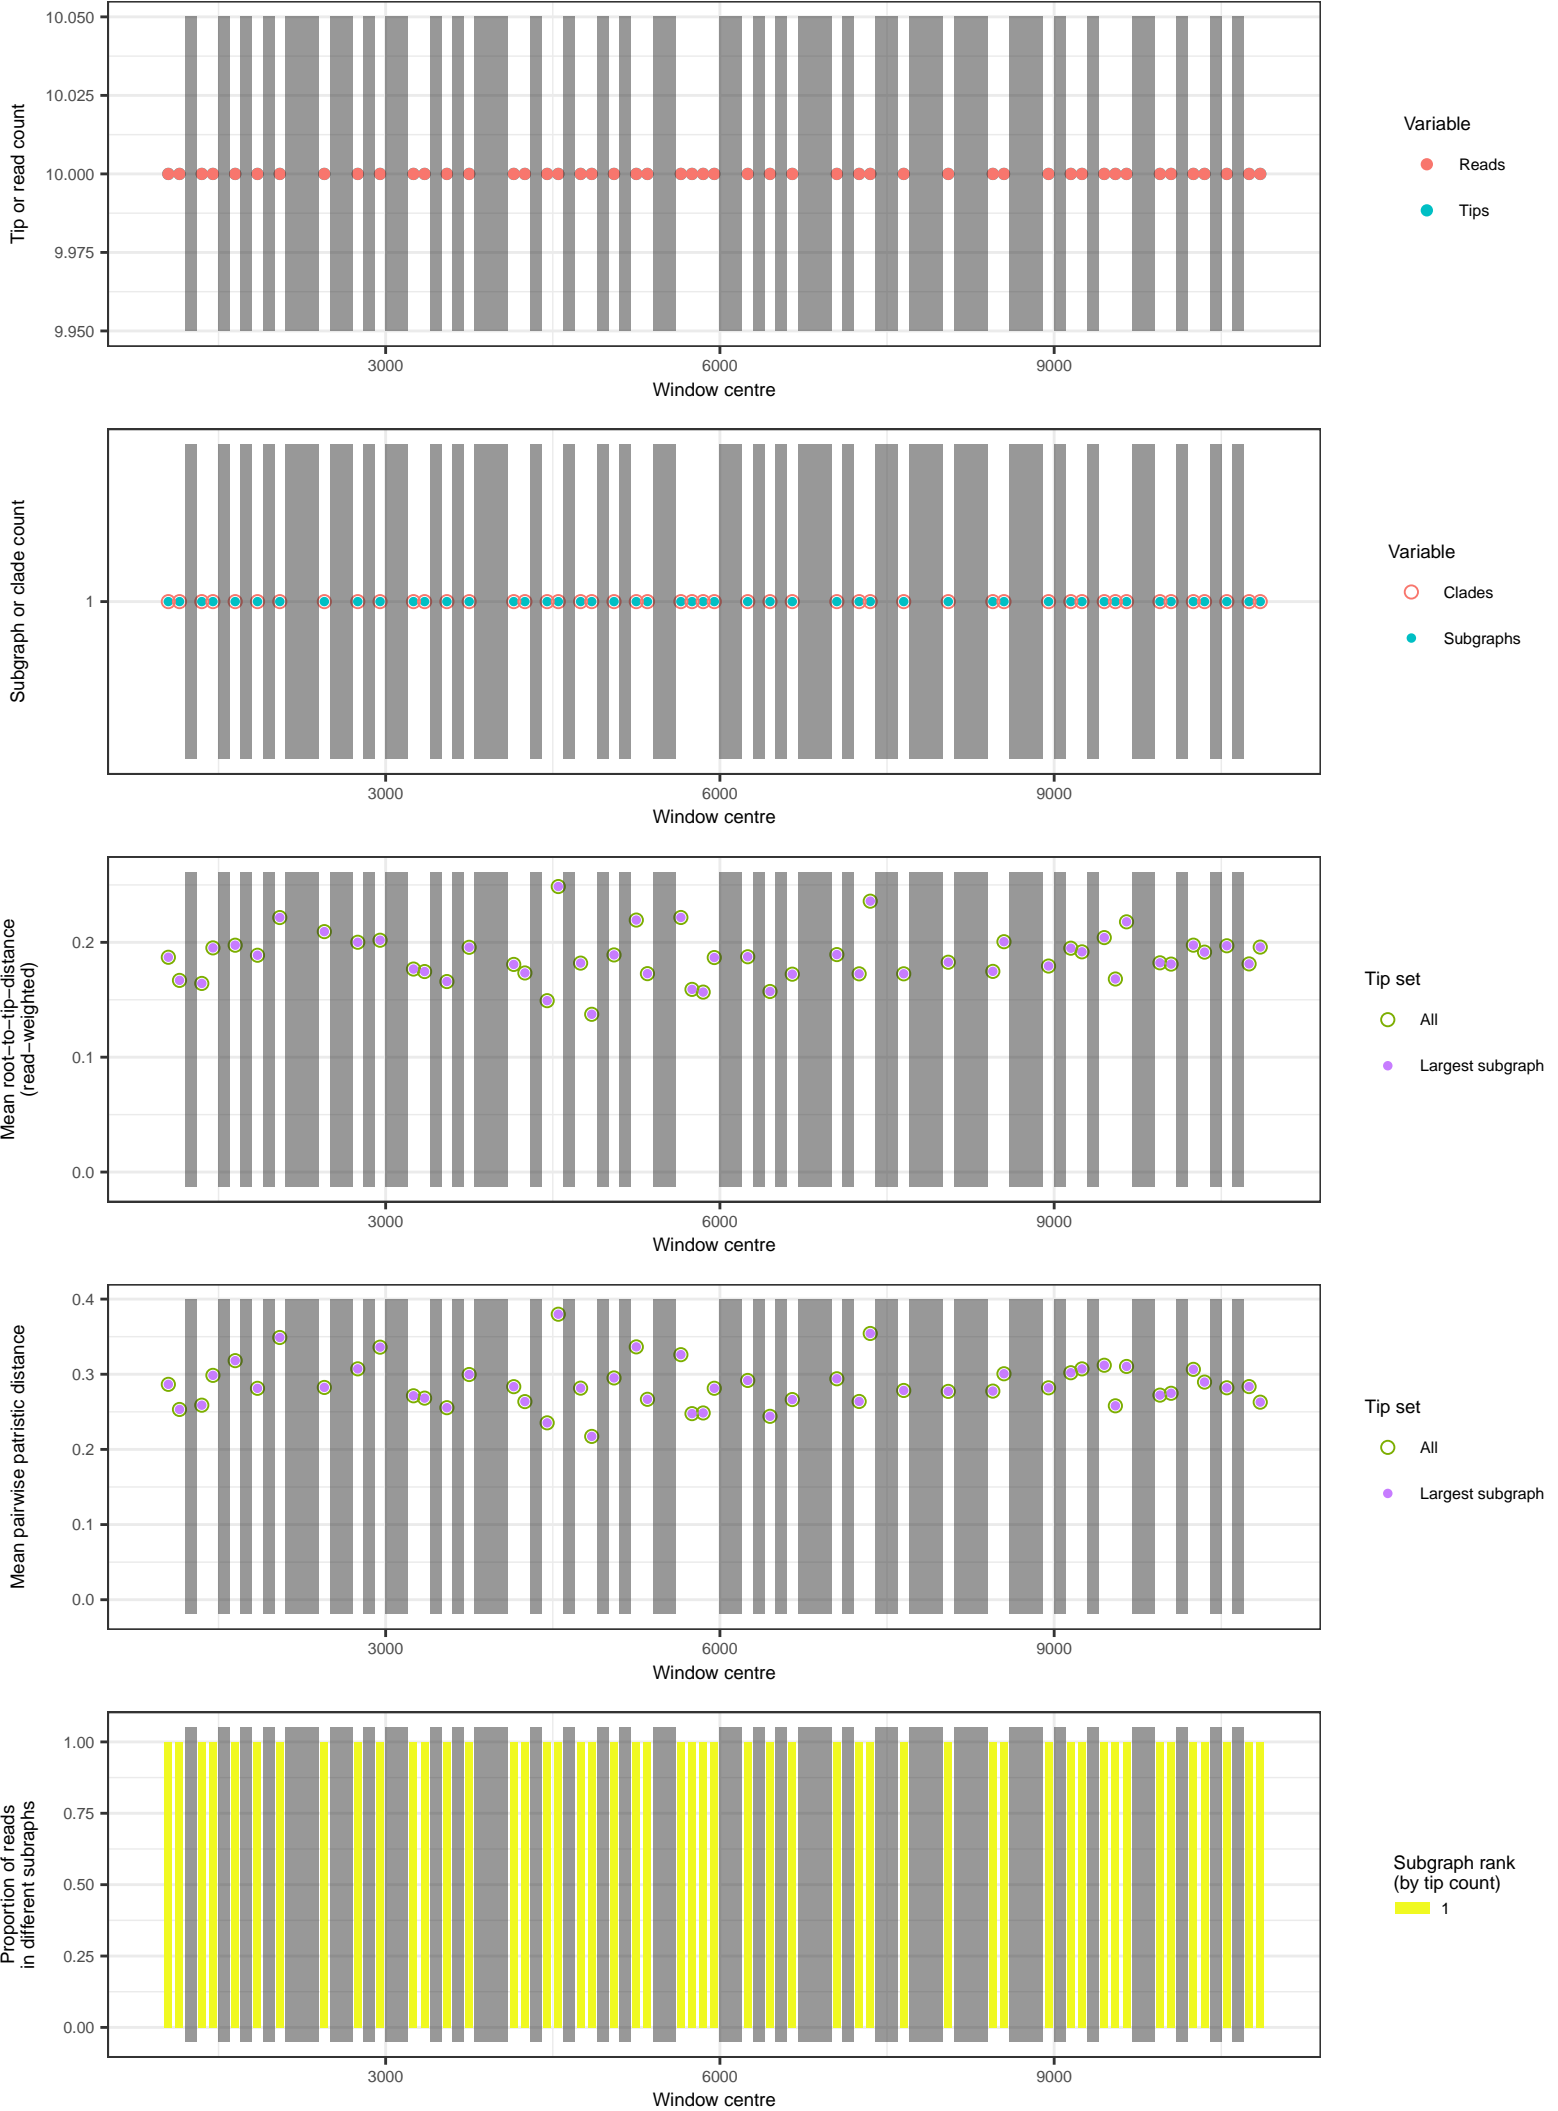 10.050
10.025
10.000
9.975
9.950
Tip or read count
3000
6000
9000
Window centre
Variable
Reads
Tips
1
Subgraph or clade count
3000
6000
9000
Window centre
Variable
Clades
Subgraphs
0.2
0.1
0.0
Mean root−to−tip−distance
(read−weighted)
3000
6000
9000
Window centre
Tip set
All
Largest subgraph
0.4
0.3
0.2
0.1
0.0
Mean pairwise patristic distance
3000
6000
9000
Window centre
Tip set
All
Largest subgraph
1.00
0.75
0.50
0.25
0.00
Proportion of reads
in different subraphs
3000
6000
9000
Window centre
Subgraph rank
(by tip count)
1